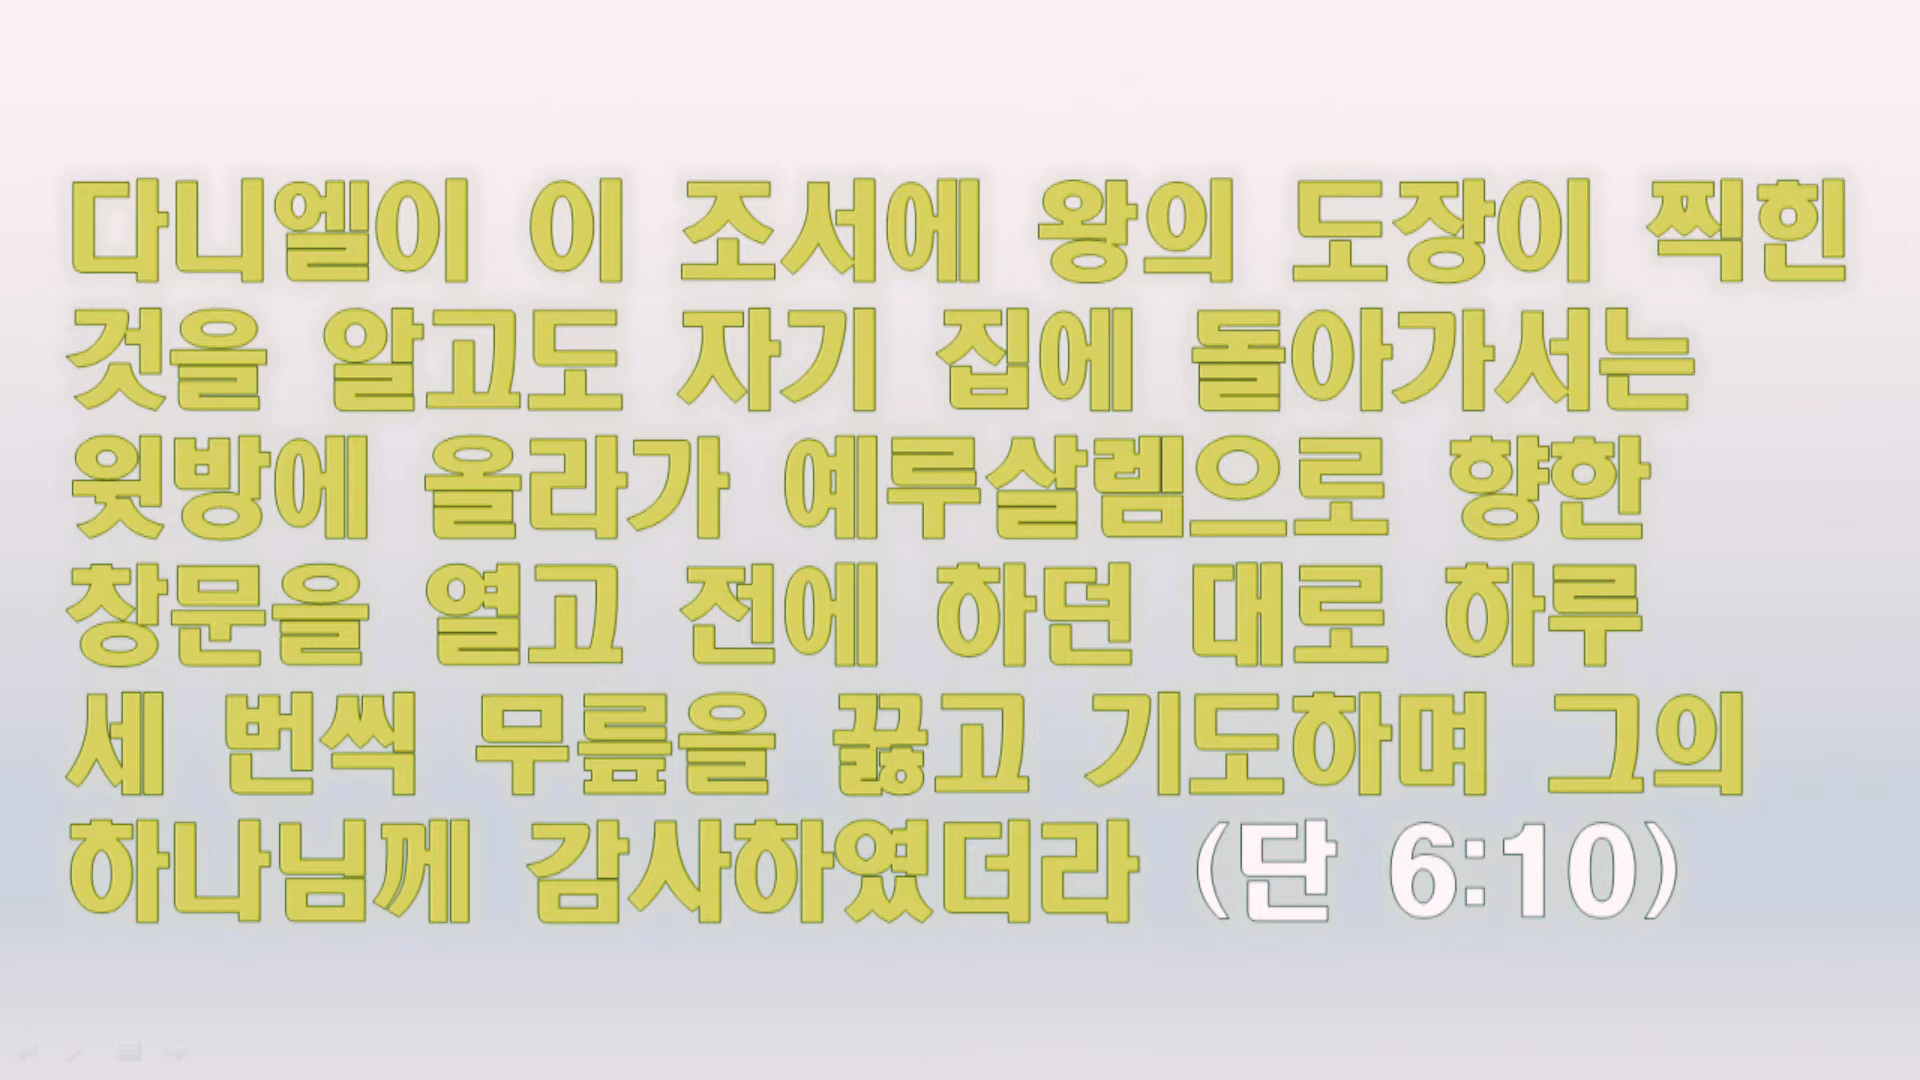 다니엘이 이 조서에 왕의 도장이 찍힌
것을 알고도 자기 집에 돌아가서는
윗방에 올라가 예루살렘으로 향한
창문을 열고 전에 하던 대로 하루
세 번씩 무릎을 꿇고 기도하며 그의
하나님께 감사하였더라 (단 6:10)